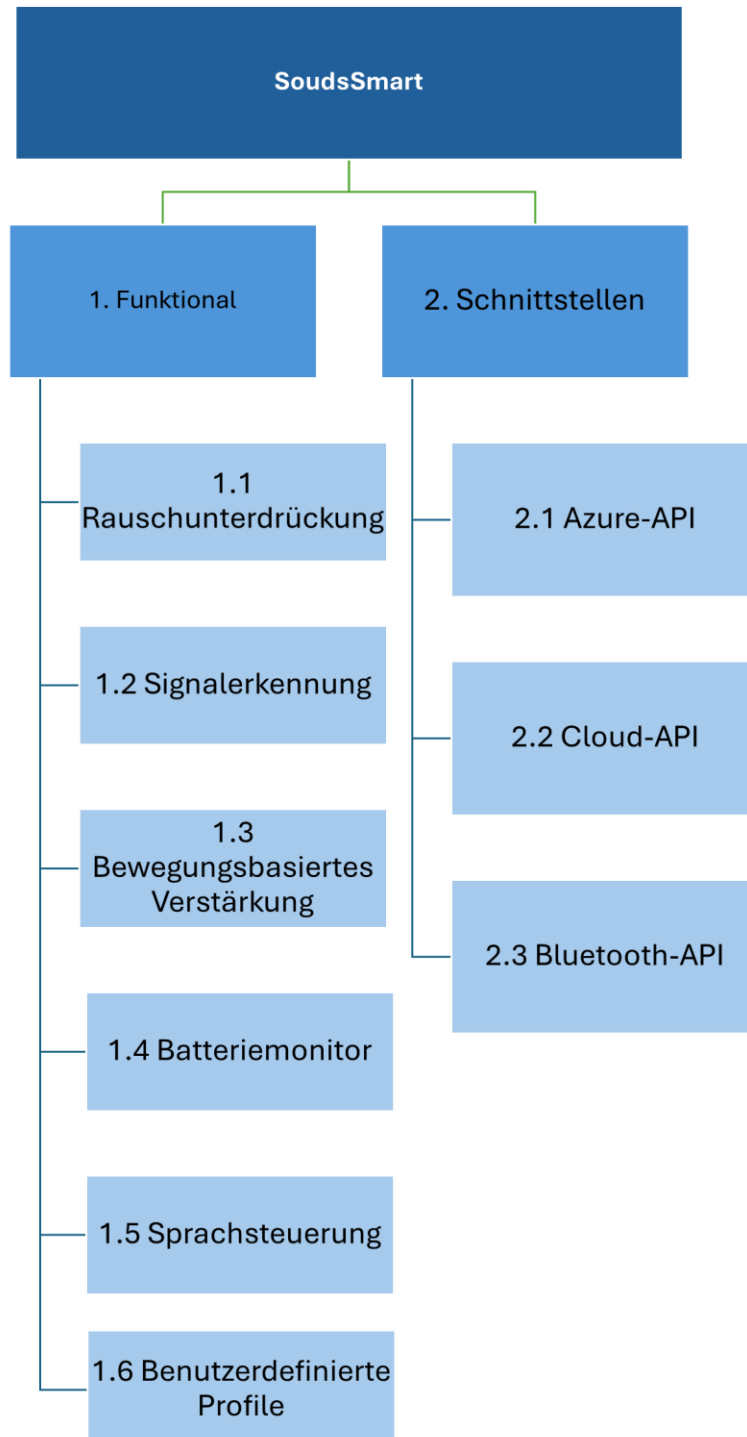 SoudsSmart
1. Funktional
2. Schnittstellen
1.1
Rauschunterdrückung
1.2 Signalerkennung
1.3
Bewegungsbasiertes
Verstärkung
1.4 Batteriemonitor
1.5 Sprachsteuerung
1.6 Benutzerdefinierte
Profile
2.1 Azure-API
2.2 Cloud-API
2.3 Bluetooth-API